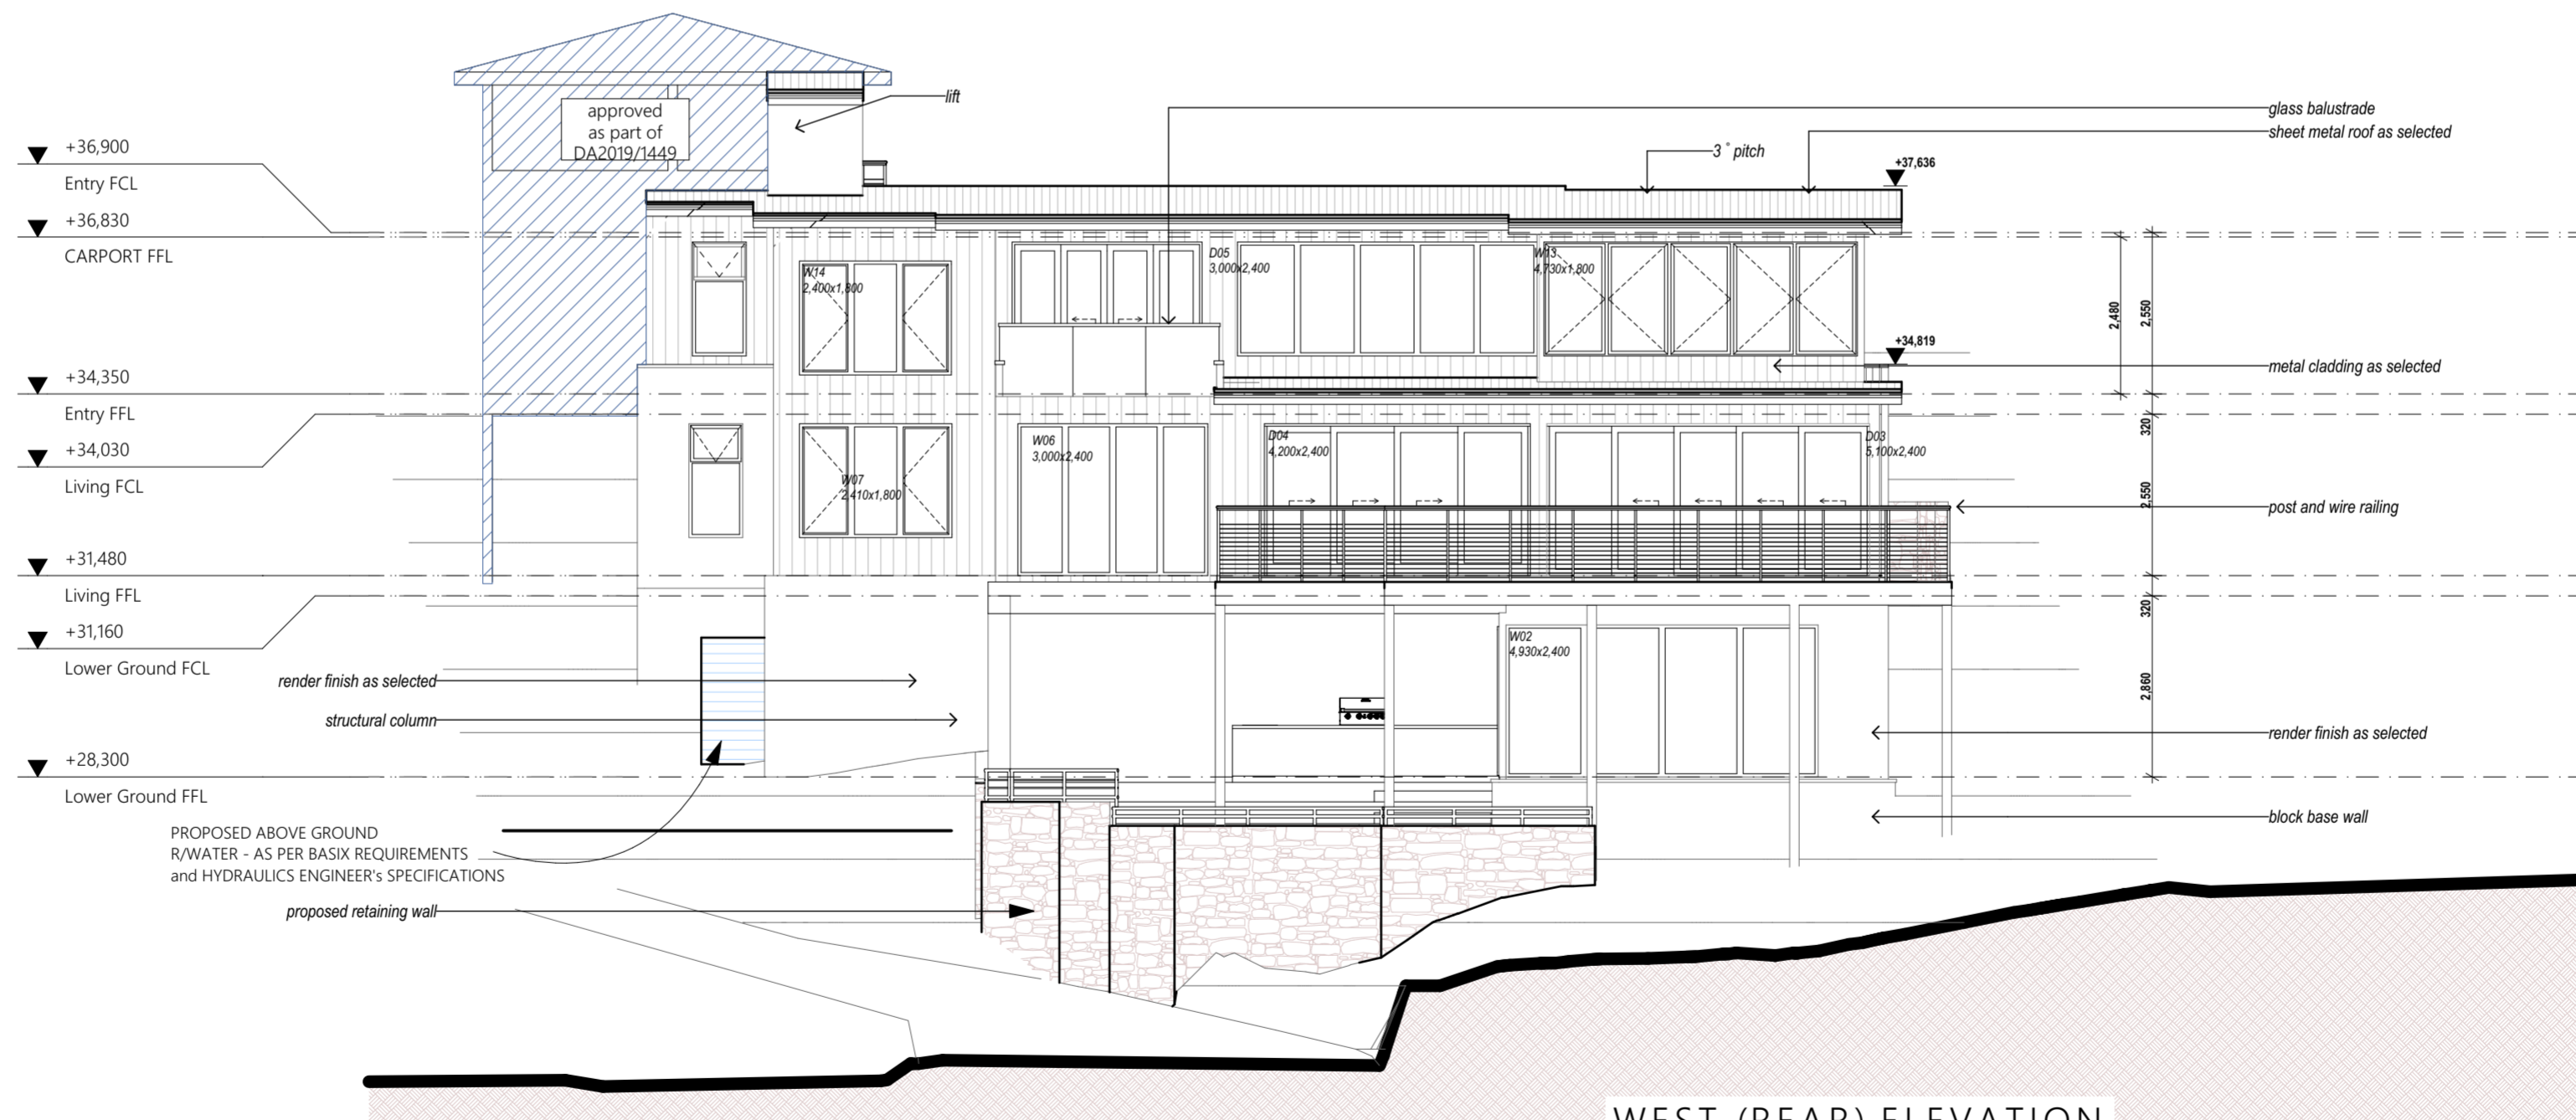 approved
as part of
DA2019/1449
lift
glass balustrade
sheet metal roof as selected
3° pitch
+37,636
+36,900
Entry FCL
+36,830
CARPORT FFL
D05
3,000x2,400
W13
4,730x1,800
W14
2,400x1,800
2,480
2,550
+34,819
metal cladding as selected
+34,350
Entry FFL
+34,030
Living FCL
320
W06
3,000x2,400
D04
4,200x2,400
D03
5,100x2,400
W07
2,410x1,800
2,550
post and wire railing
+31,480
Living FFL
+31,160
Lower Ground FCL
320
W02
4,930x2,400
render finish as selected
structural column
2,860
render finish as selected
+28,300
Lower Ground FFL
block base wall
PROPOSED ABOVE GROUND
R/WATER - AS PER BASIX REQUIREMENTS
and HYDRAULICS ENGINEER's SPECIFICATIONS
proposed retaining wall
WEST (REAR) ELEVATION